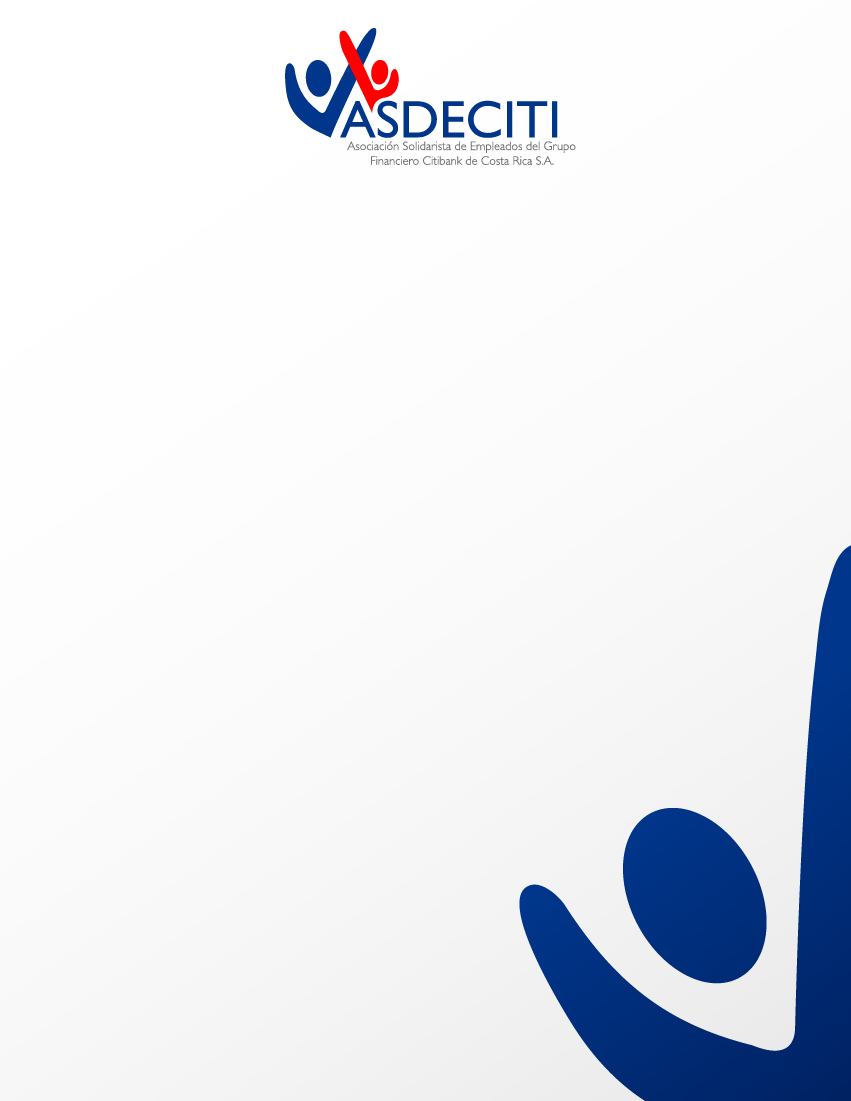 ASDECITI
Asociación Solidarista de Empleados del Grupo
Financiero Citibank de Costa Rica S.A.